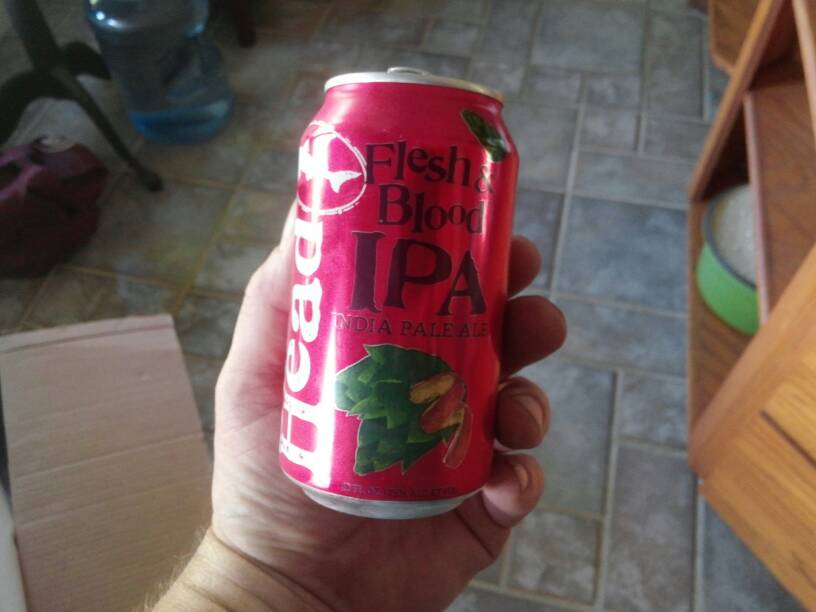 Head
Flesh &
Blood
IPA
INDIA PALE ALE